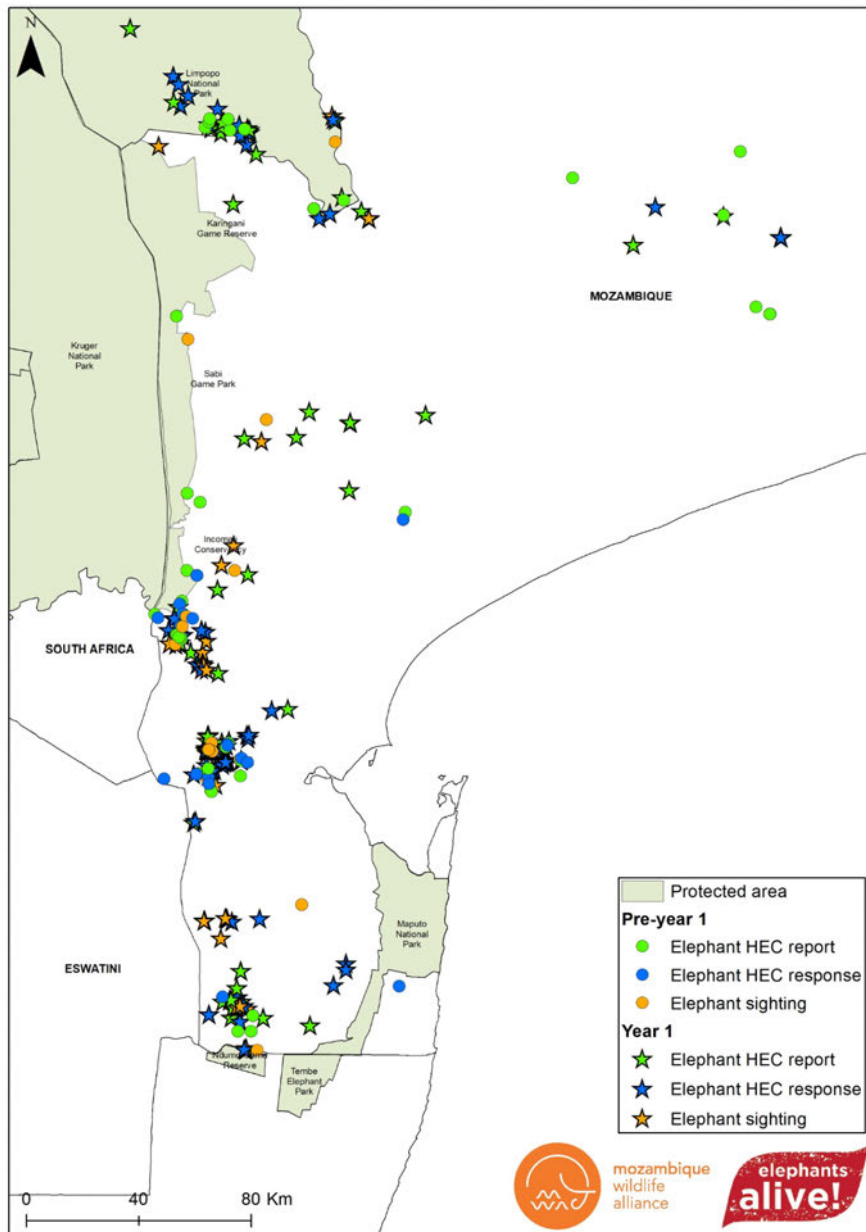 N
Limpopo
National
Park
Karingani
Game Reserve
MOZAMBIQUE
Kruger
National
Park
Sabi
Game Park
Incomati
Conservancy
SOUTH AFRICA
Maputo
National
Park
ESWATINI
Ndumo Game
Reserve
Tembe
Elephant
Park
Protected area
Pre-year 1
Elephant HEC report
Elephant HEC response
Elephant sighting
Year 1
Elephant HEC report
Elephant HEC response
Elephant sighting
0 40 80 Km
mozambique
wildlife
alliance
elephants
alive!